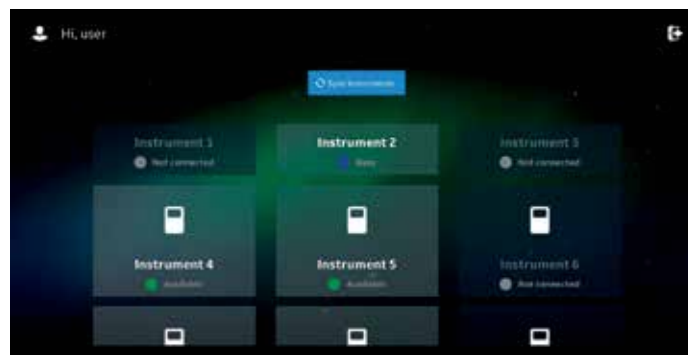 Hi, user
Sync Instruments
Instrument 1
Instrument 2
Instrument 3
Not connected
Busy
Not connected
Instrument 4
Instrument 5
Instrument 6
Available
Available
Not connected